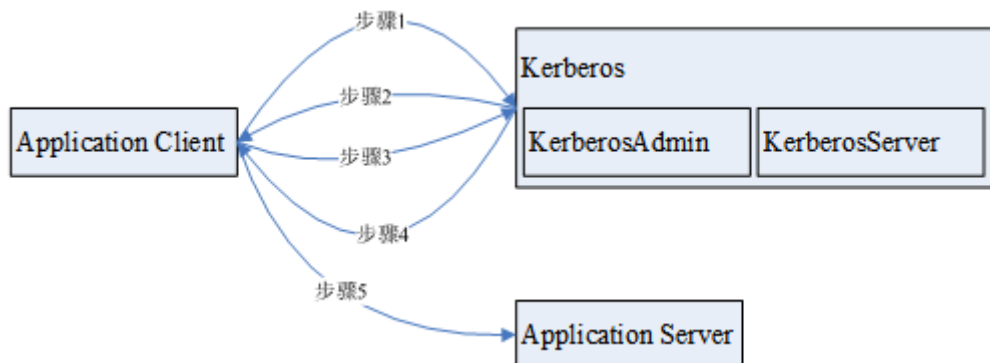 步骤1
Kerberos
步骤2
Application Client
KerberosAdmin
KerberosServer
步骤3
步骤4
步骤5
Application Server